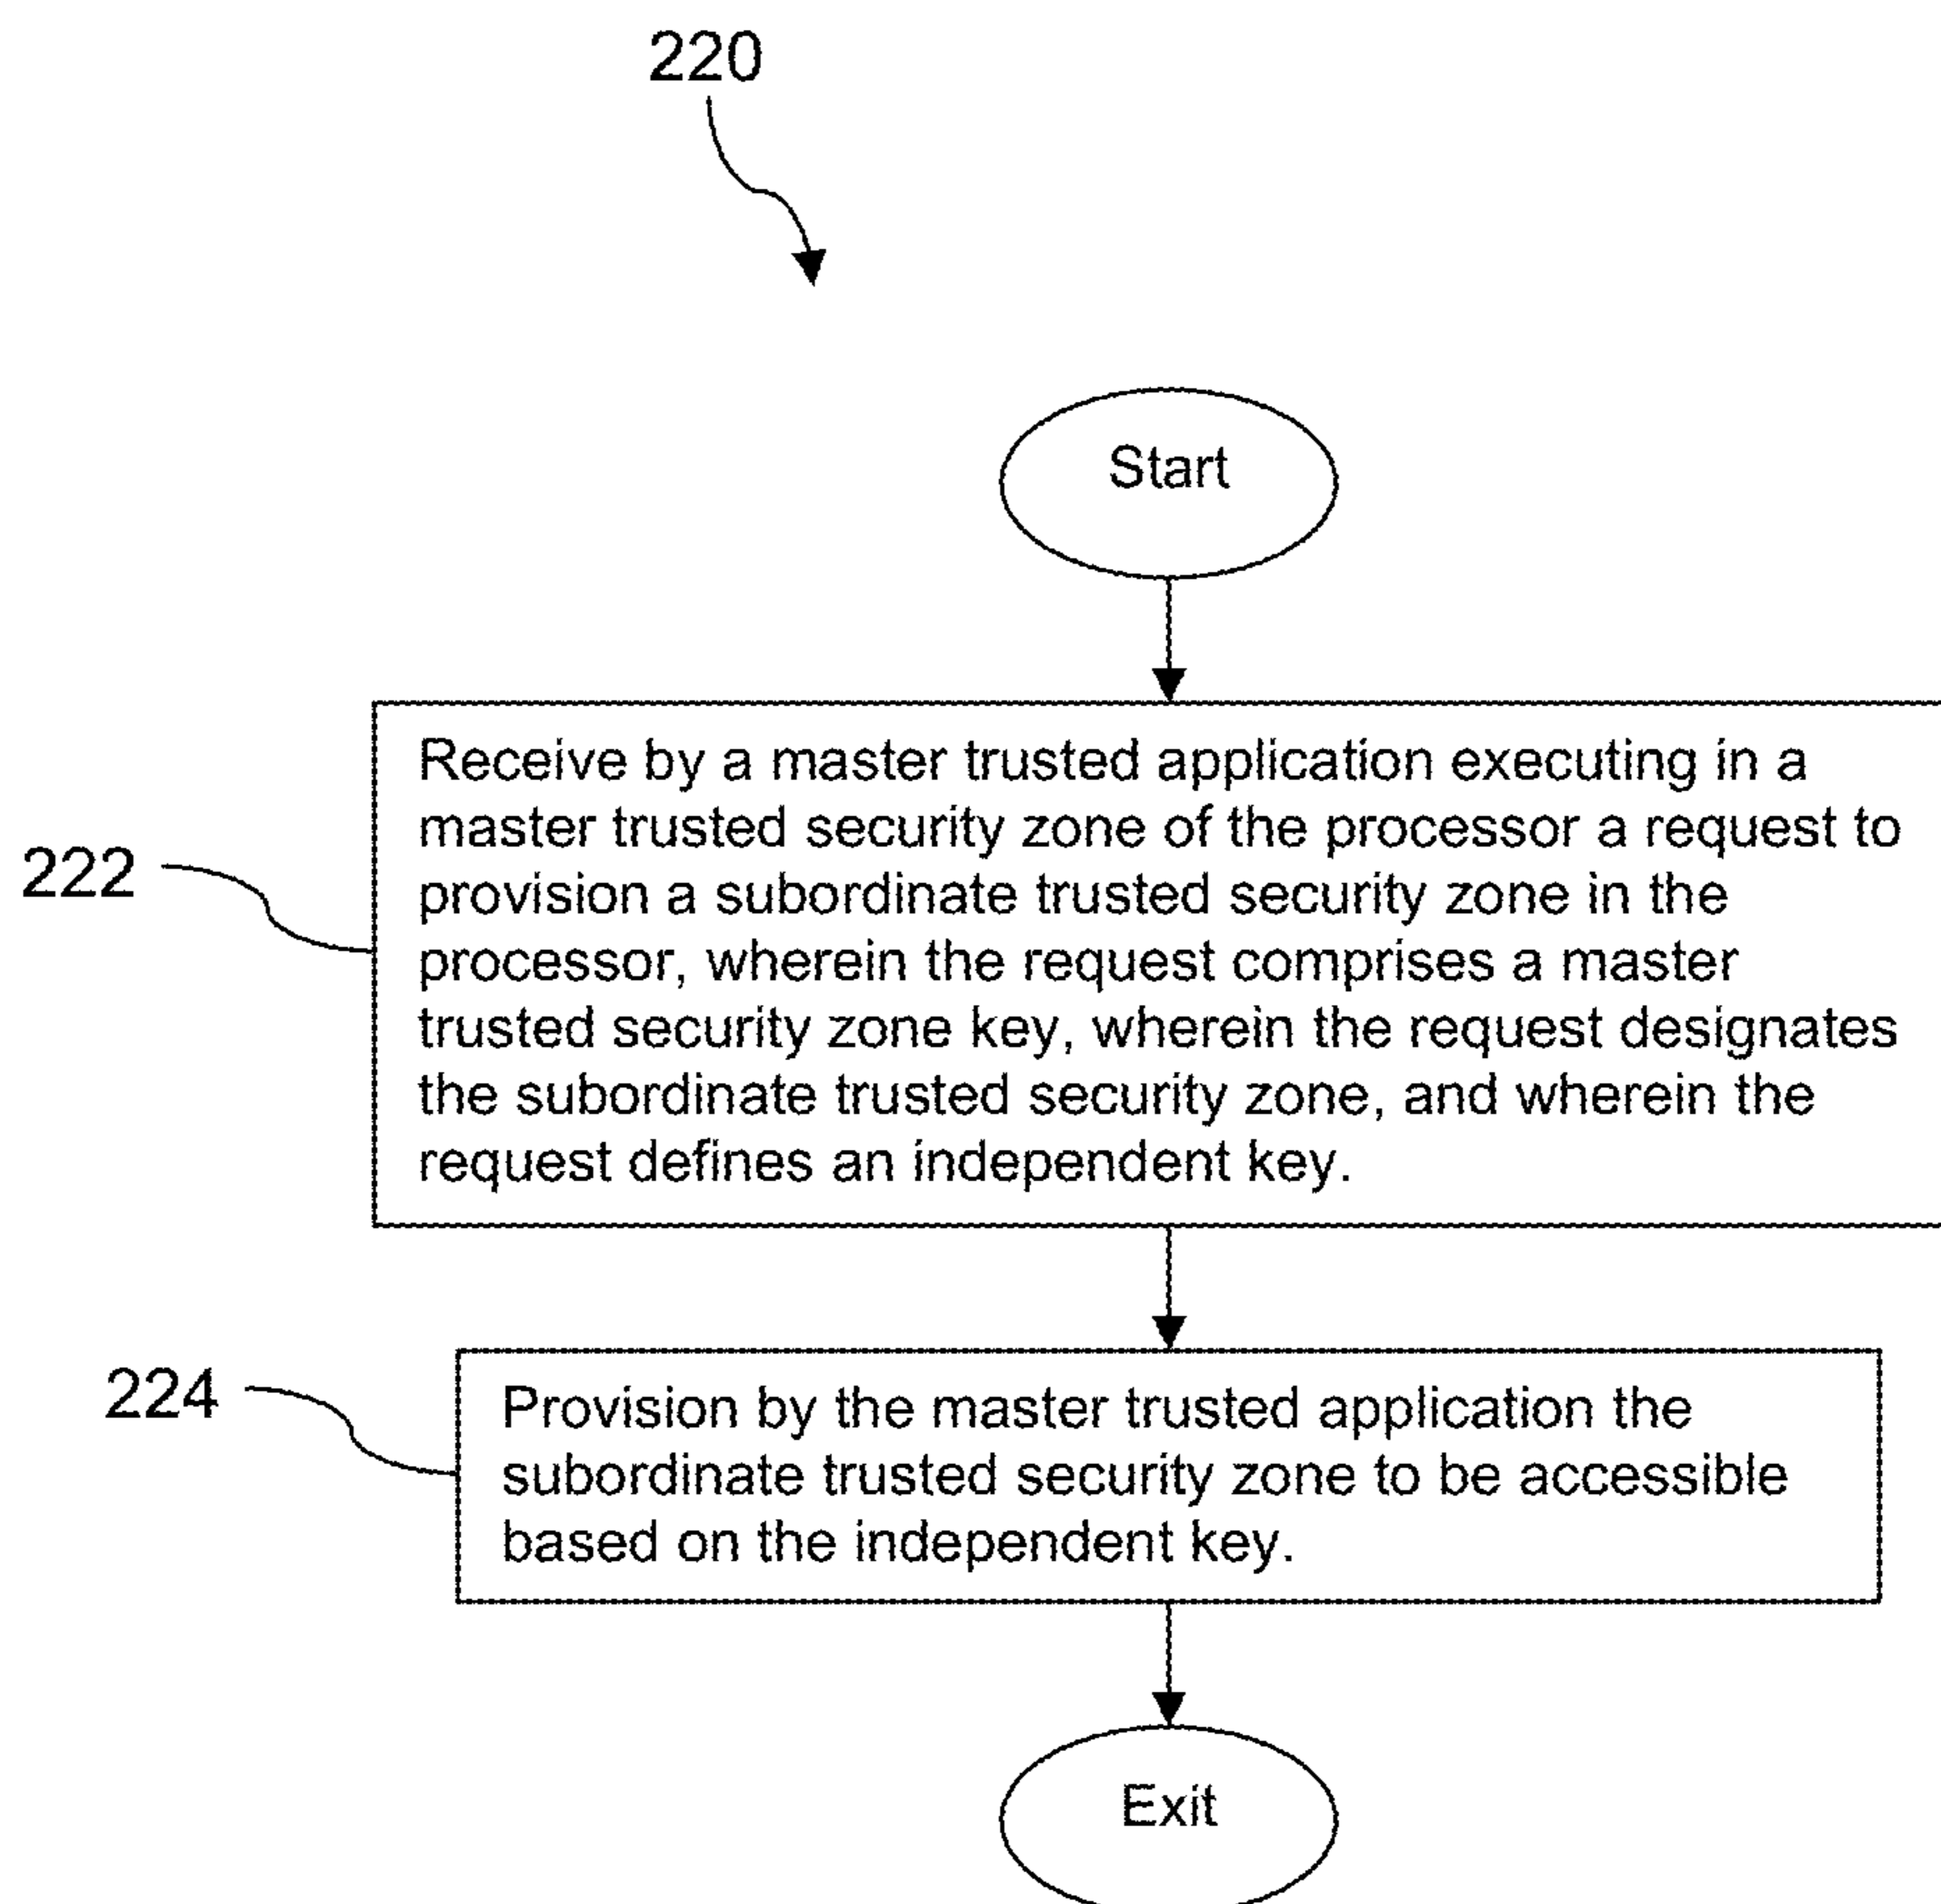 220
Start
222
Receive by a master trusted application executing in a
master trusted security zone of the processor a request to
provision a subordinate trusted security zone in the
processor, wherein the request comprises a master
trusted security zone key, wherein the request designates
the subordinate trusted security zone, and wherein the
request defines an independent key.
224
Provision by the master trusted application the
subordinate trusted security zone to be accessible
based on the independent key.
Exit